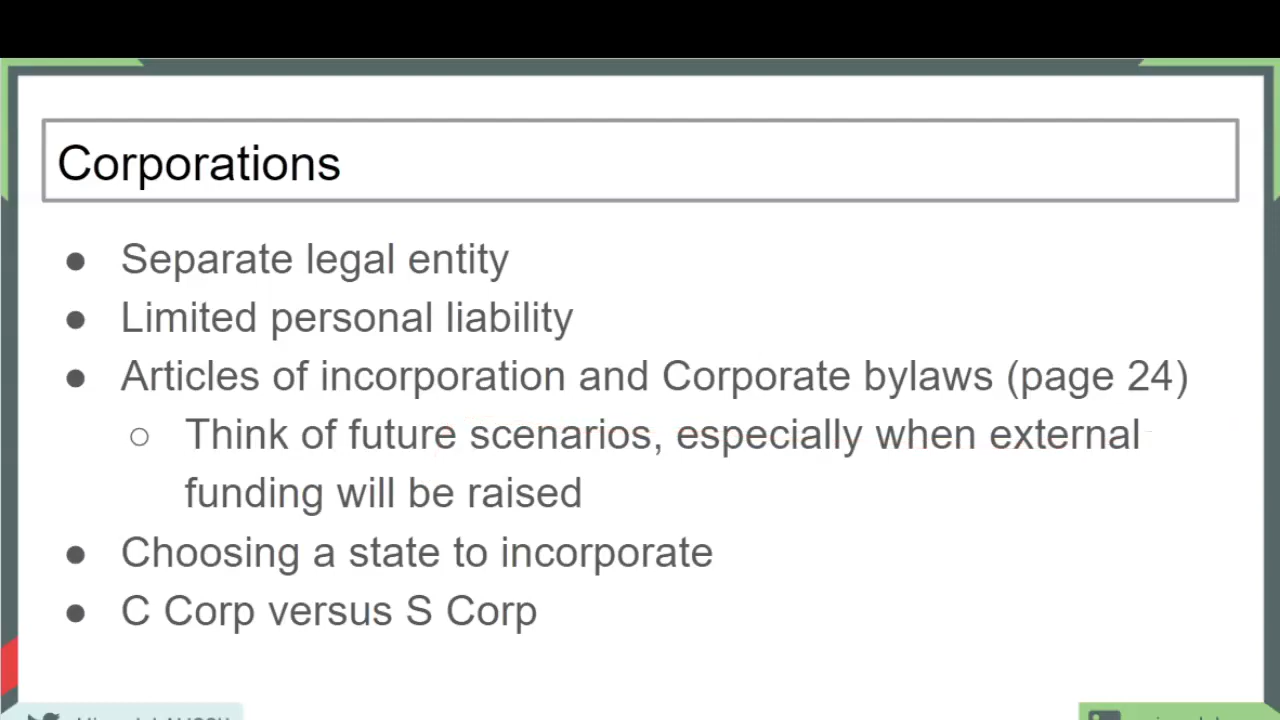 Corporations
● Separate legal entity
● Limited personal liability
● Articles of incorporation and Corporate bylaws (page 24)
○ Think of future scenarios, especially when external
funding will be raised
● Choosing a state to incorporate
● C Corp versus S Corp